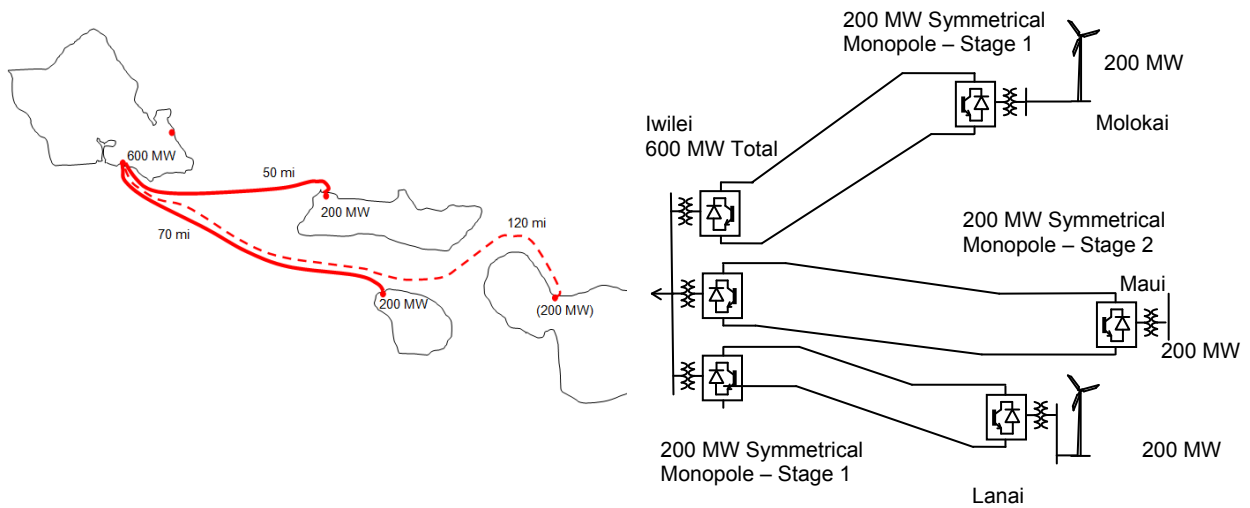 600 MW
50 mi
200 MW
70 mi
120 mi
200 MW
(200 MW)
200 MW Symmetrical
Monopole – Stage 1
200 MW
Molokai
Iwilei
600 MW Total
200 MW Symmetrical
Monopole – Stage 2
Maui
200 MW
200 MW Symmetrical
Monopole – Stage 1
200 MW
Lanai